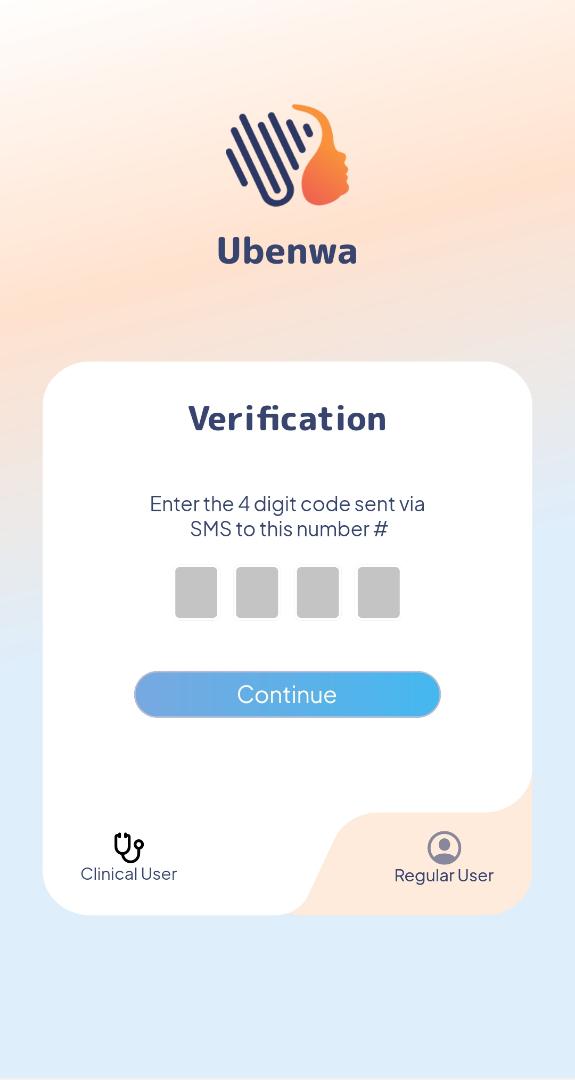 Ubenwa
Verification
Enter the 4 digit code sent via
SMS to this number #
Continue
Clinical User
Regular User